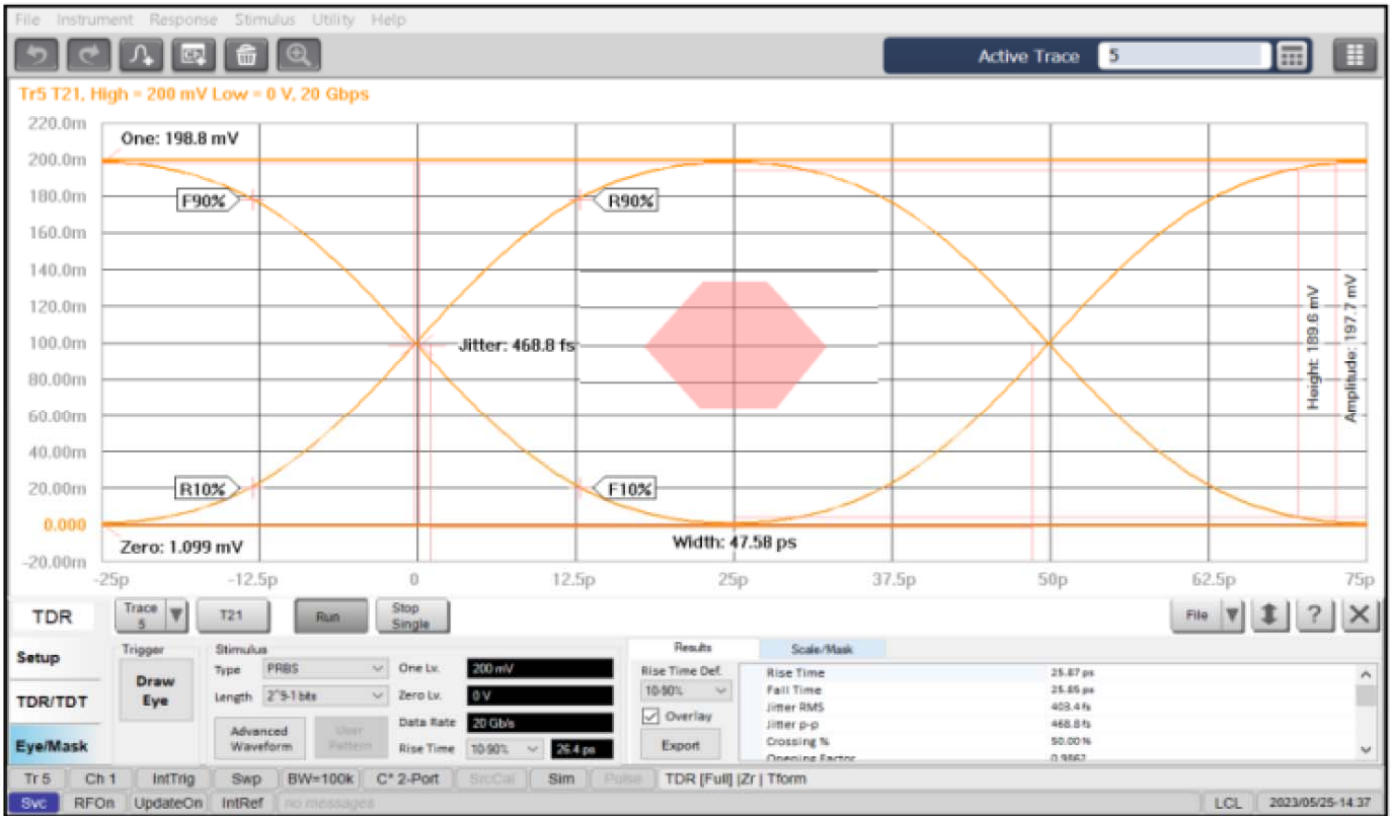 File Instrument Response Stimulus Utility Help
Active Trace 5
Tr5 T21, High = 200 mV Low = 0 V, 20 Gbps
220.0m
One: 198.8 mV
200.0m
180.0m
F90% R90%
160.0m
140.0m
120.0m
100.0m
Jitter: 468.8 fs
Height: 189.6 mV
Amplitude: 197.7 mV
80.00m
60.00m
40.00m
20.00m
R10% F10%
0.000
Zero: 1.099 mV
Width: 47.58 ps
-20.00m
-25p -12.5p 0 12.5p 25p 37.5p 50p 62.5p 75p
TDR Trace 5 T21 Run Stop Single File ?
Setup
TDR/TDT
Eye/Mask
Trigger
Draw Eye
Stimulus
Type PRBS One Lv. 200 mV
Length 2^9-1 bits Zero Lv. 0 V
Data Rate 20 Gb/s
Advanced Waveform User Pattern Rise Time 10-90% 26.4 ps
Results Scale/Mask
Rise Time Def.
10-90%
Overlay
Export
Rise Time 25.87 ps
Fall Time 25.85 ps
Jitter RMS 403.4 fs
Jitter p-p 468.8 fs
Crossing % 50.00 %
Opening Factor 0.9862
Tr 5 Ch 1 IntTrig Swp BW=100k C* 2-Port SrcCal Sim Pulse TDR [Full] |Zr | Tform
Svc RFOn UpdateOn IntRef no messages LCL 2023/05/25-14:37